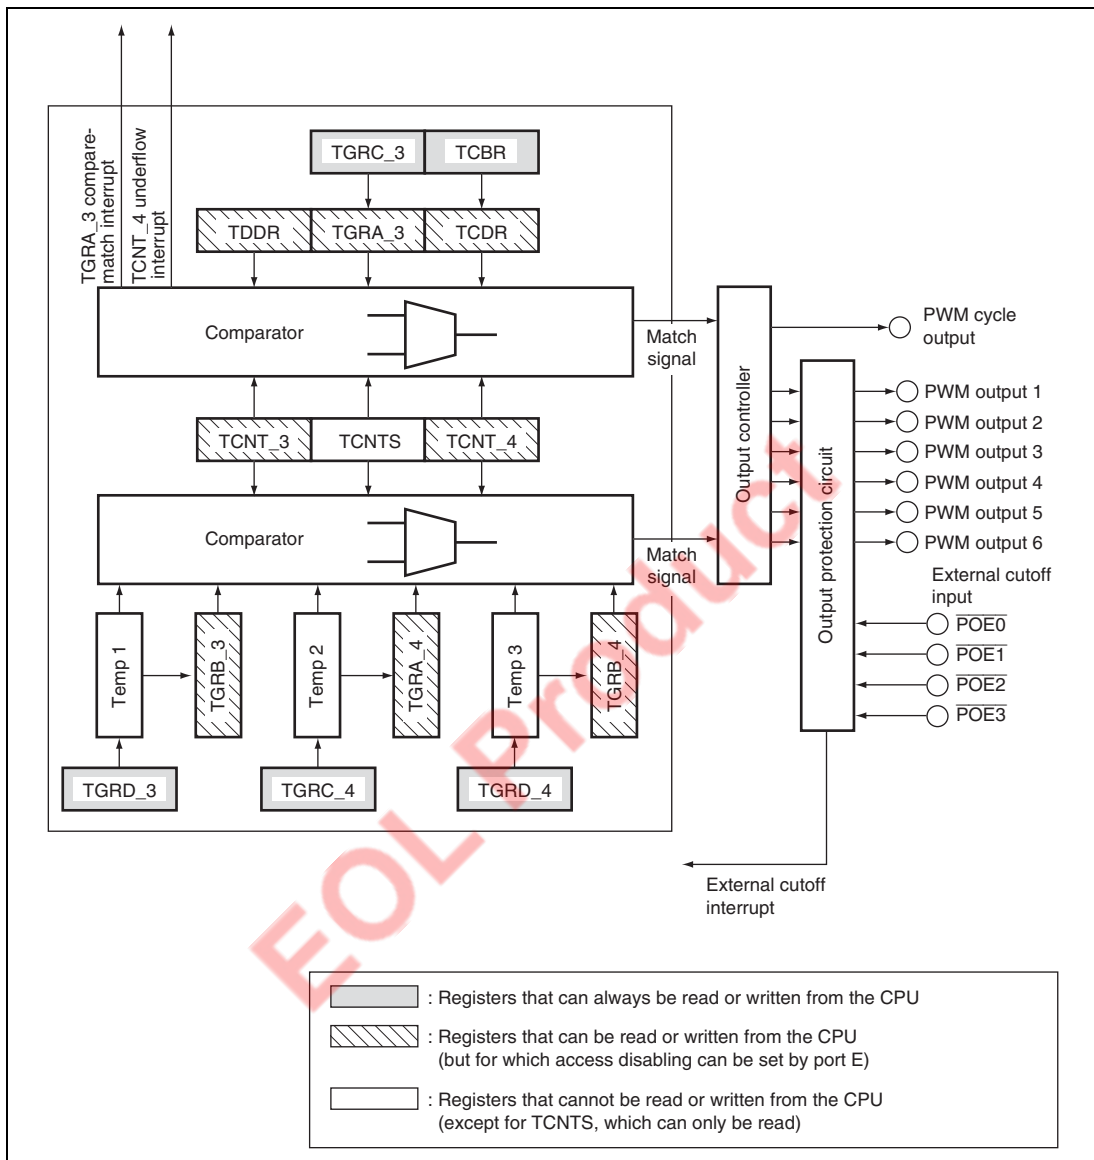 TGRA_3 compare-
match interrupt
TCNT_4 underflow
interrupt
TGRC_3
TCBR
TDDR
TGRA_3
TCDR
Comparator
Match
signal
TCNT_3
TCNTS
TCNT_4
Comparator
Match
signal
Output controller
Output protection circuit
PWM cycle
output
PWM output 1
PWM output 2
PWM output 3
PWM output 4
PWM output 5
PWM output 6
External cutoff
input
POE0
POE1
POE2
POE3
Temp 1
TGRB_3
Temp 2
TGRA_4
Temp 3
TGRB_4
TGRD_3
TGRC_4
TGRD_4
External cutoff
interrupt
EOL Product
: Registers that can always be read or written from the CPU
: Registers that can be read or written from the CPU
(but for which access disabling can be set by port E)
: Registers that cannot be read or written from the CPU
(except for TCNTS, which can only be read)